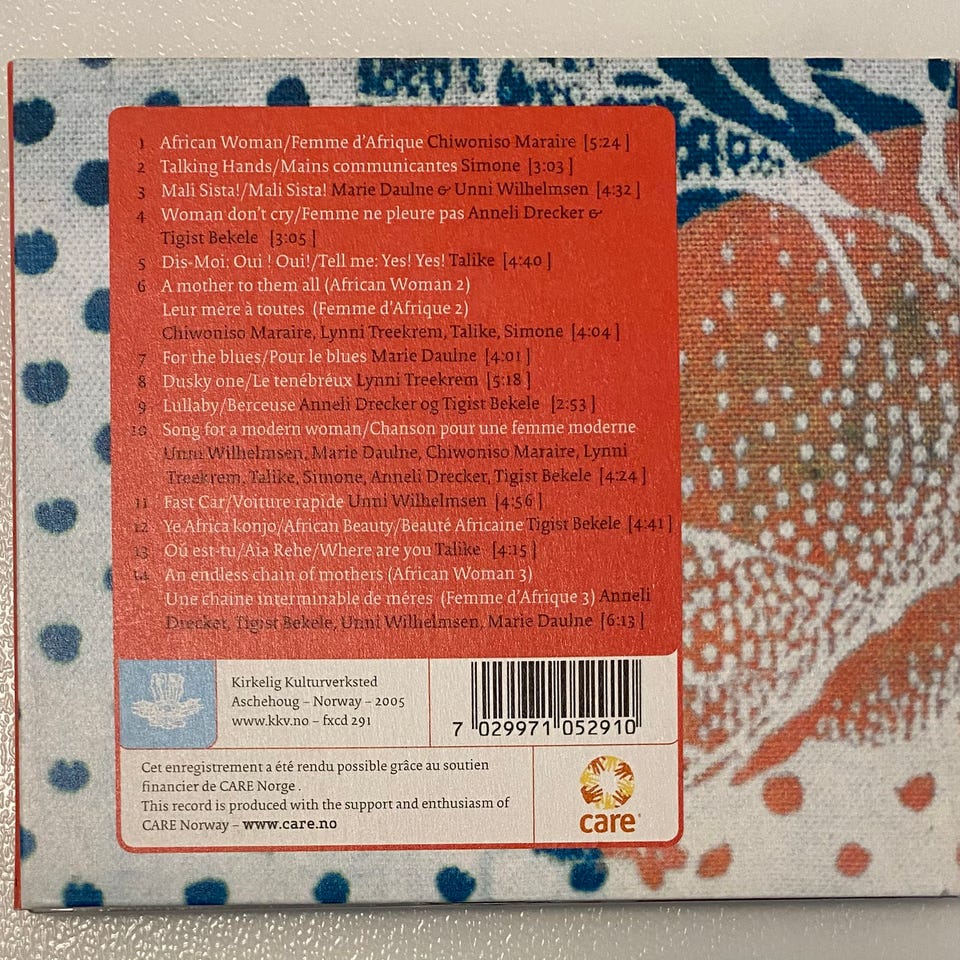 1 African Woman/Femme d'Afrique Chiwoniso Maraire [5:24]
2 Talking Hands/Mains communicantes Simone [3:03]
3 Mali Sista!/Mali Sista! Marie Daulne & Unni Wilhelmsen [4:32]
4 Woman don't cry/Femme ne pleure pas Anneli Drecker &
Tigist Bekele [3:05]
5 Dis-Moi: Oui ! Oui!/Tell me: Yes! Yes! Talike [4:40]
6 A mother to them all (African Woman 2)
Leur mère à toutes (Femme d'Afrique 2)
Chiwoniso Maraire, Lynni Treekrem, Talike, Simone [4:04]
7 For the blues/Pour le blues Marie Daulne [4:01]
8 Dusky one/Le tenébréux Lynni Treekrem [5:18]
9 Lullaby/Berceuse Anneli Drecker og Tigist Bekele [2:53]
10 Song for a modern woman/Chanson pour une femme moderne
Unni Wilhelmsen, Marie Daulne, Chiwoniso Maraire, Lynni
Treekrem, Talike, Simone, Anneli Drecker, Tigist Bekele [4:24]
11 Fast Car/Voiture rapide Unni Wilhelmsen [4:56]
12 Ye Africa konjo/African Beauty/Beauté Africaine Tigist Bekele [4:41]
13 Où est-tu/Aia Rehe/Where are you Talike [4:15]
14 An endless chain of mothers (African Woman 3)
Une chaine interminable de méres (Femme d'Afrique 3) Anneli
Drecker, Tigist Bekele, Unni Wilhelmsen, Marie Daulne [6:13]
Kirkelig Kulturverksted
Aschehoug – Norway – 2005
www.kkv.no – fxcd 291
7 029971 052910
Cet enregistrement a été rendu possible grâce au soutien
financier de CARE Norge .
This record is produced with the support and enthusiasm of
CARE Norway – www.care.no
care